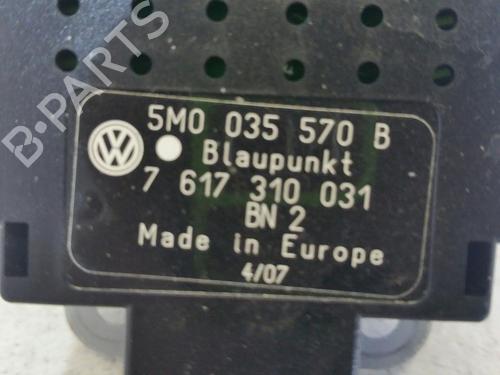 B-PARTS
5M0 035 570 B
Blaupunkt
7 617 310 031
BN 2
Made in Europe
4/07